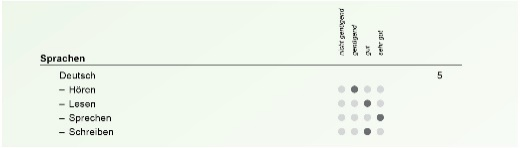 nicht genügend
genügend
gut
sehr gut
Sprachen
Deutsch 5
– Hören
– Lesen
– Sprechen
– Schreiben